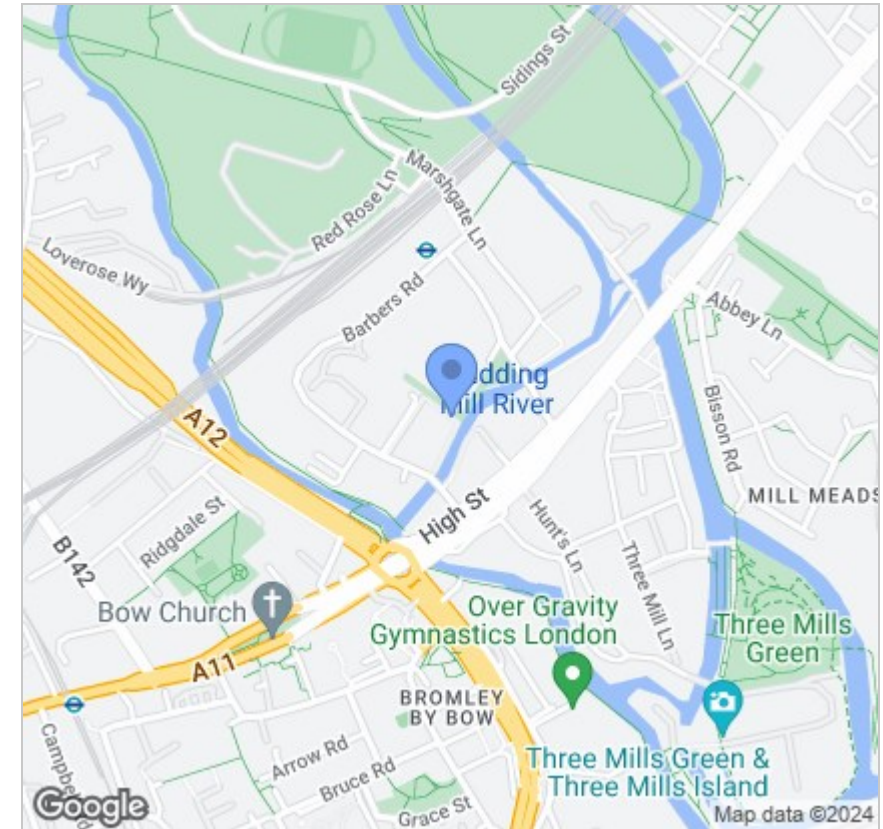 Sidings St
Marshgate Ln
Red Rose Ln
Loverose Wy
Barbers Rd
Abbey Ln
Mill River
Bisson Rd
A12
High St
MILL MEADS
Ridgdale St
Hunt's Ln
B142
Three Mill Ln
Bow Church
Over Gravity
Gymnastics London
Three Mills
Green
A11
BROMLEY
BY BOW
Arrow Rd
Bruce Rd
Three Mills Green &
Three Mills Island
Grace St
Google
Map data ©2024